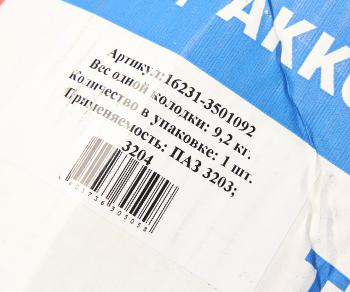 АКК
Артикул:16231-3501092
Вес одной колодки: 9,2 кг.
Количество в упаковке: 1 шт.
Применяемость: ПАЗ 3203;
3204